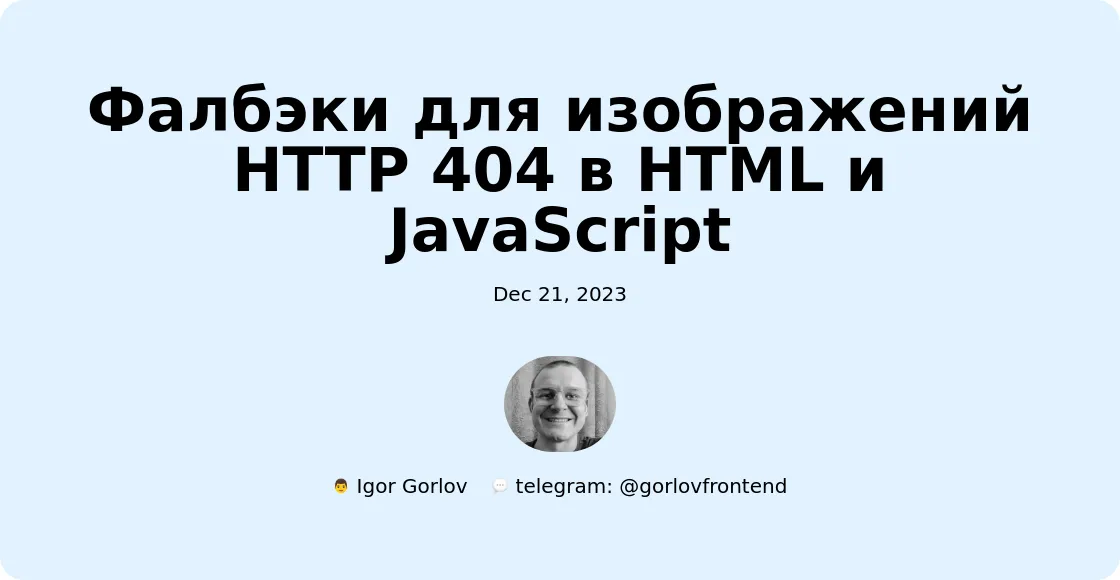 Фалбэки для изображений
HTTP 404 в HTML и
JavaScript
Dec 21, 2023
👨 Igor Gorlov 💬 telegram: @gorlovfrontend